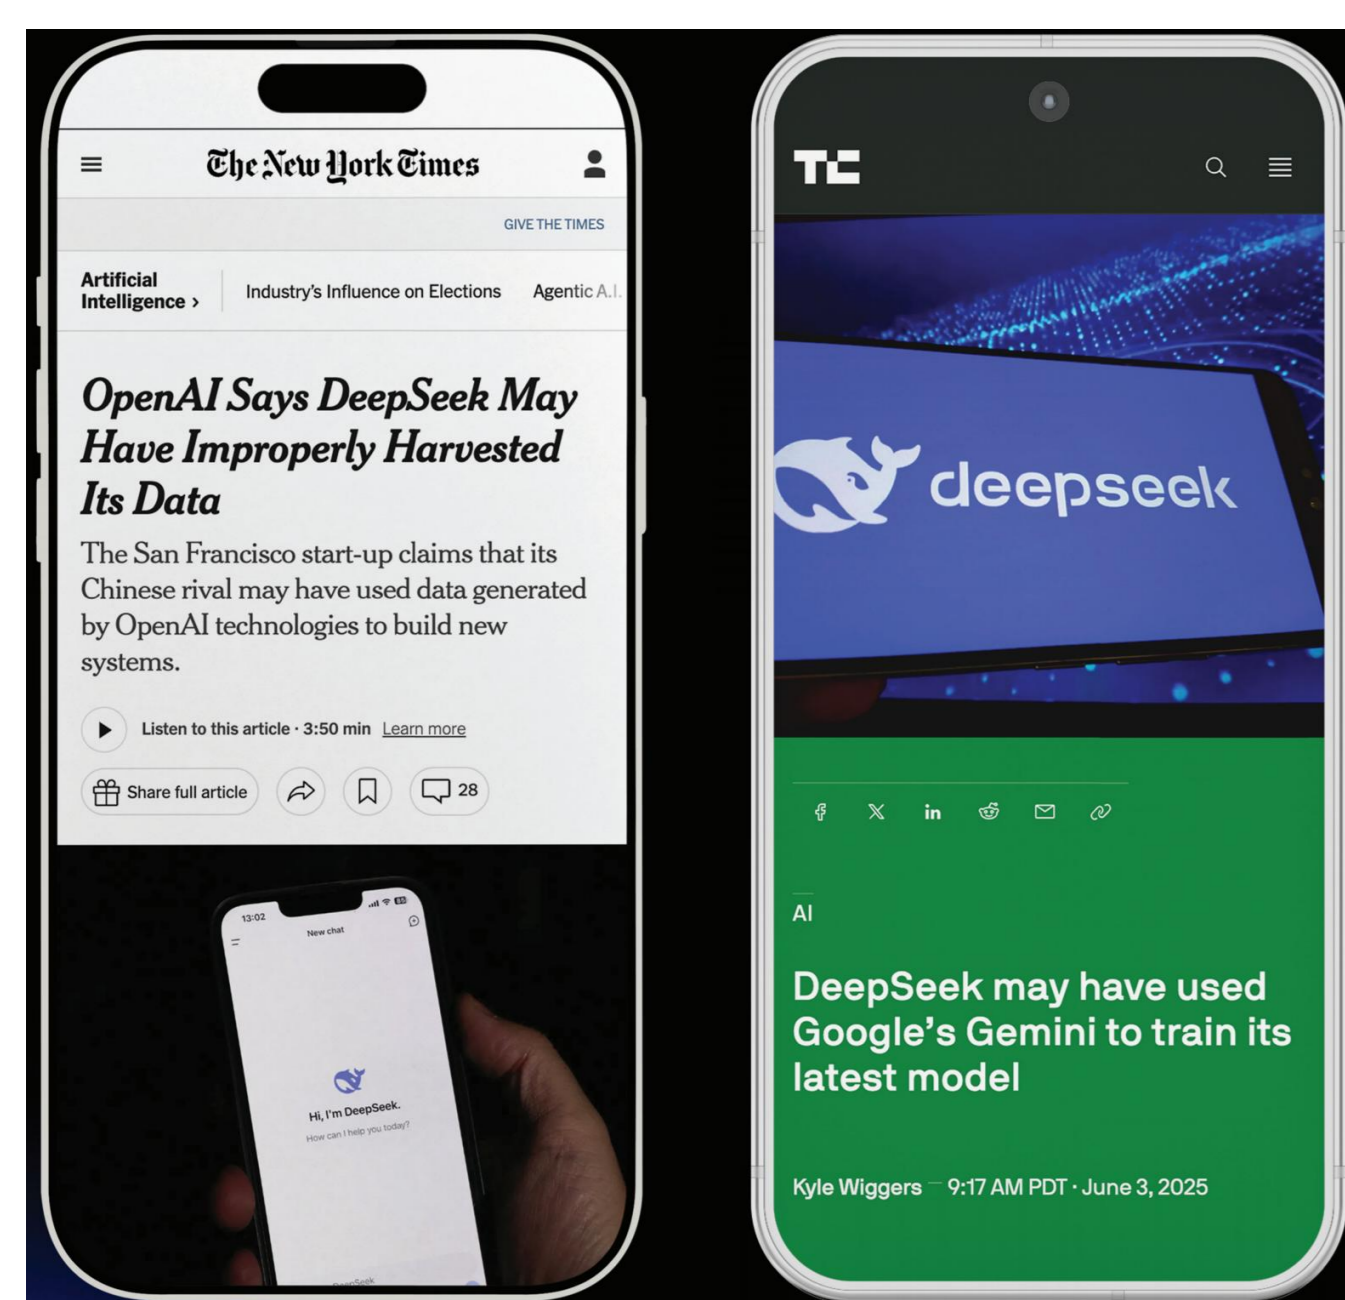 The New York Times
GIVE THE TIMES
Artificial
Intelligence >
Industry's Influence on Elections
Agentic A.I.
OpenAI Says DeepSeek May
Have Improperly Harvested
Its Data
The San Francisco start-up claims that its
Chinese rival may have used data generated
by OpenAI technologies to build new
systems.
Listen to this article · 3:50 min Learn more
Share full article
28
13:02
85
New chat
Hi, I'm DeepSeek.
How can I help you today?
DeepSeek
TC
deepseek
f X in
AI
DeepSeek may have used
Google's Gemini to train its
latest model
Kyle Wiggers — 9:17 AM PDT · June 3, 2025